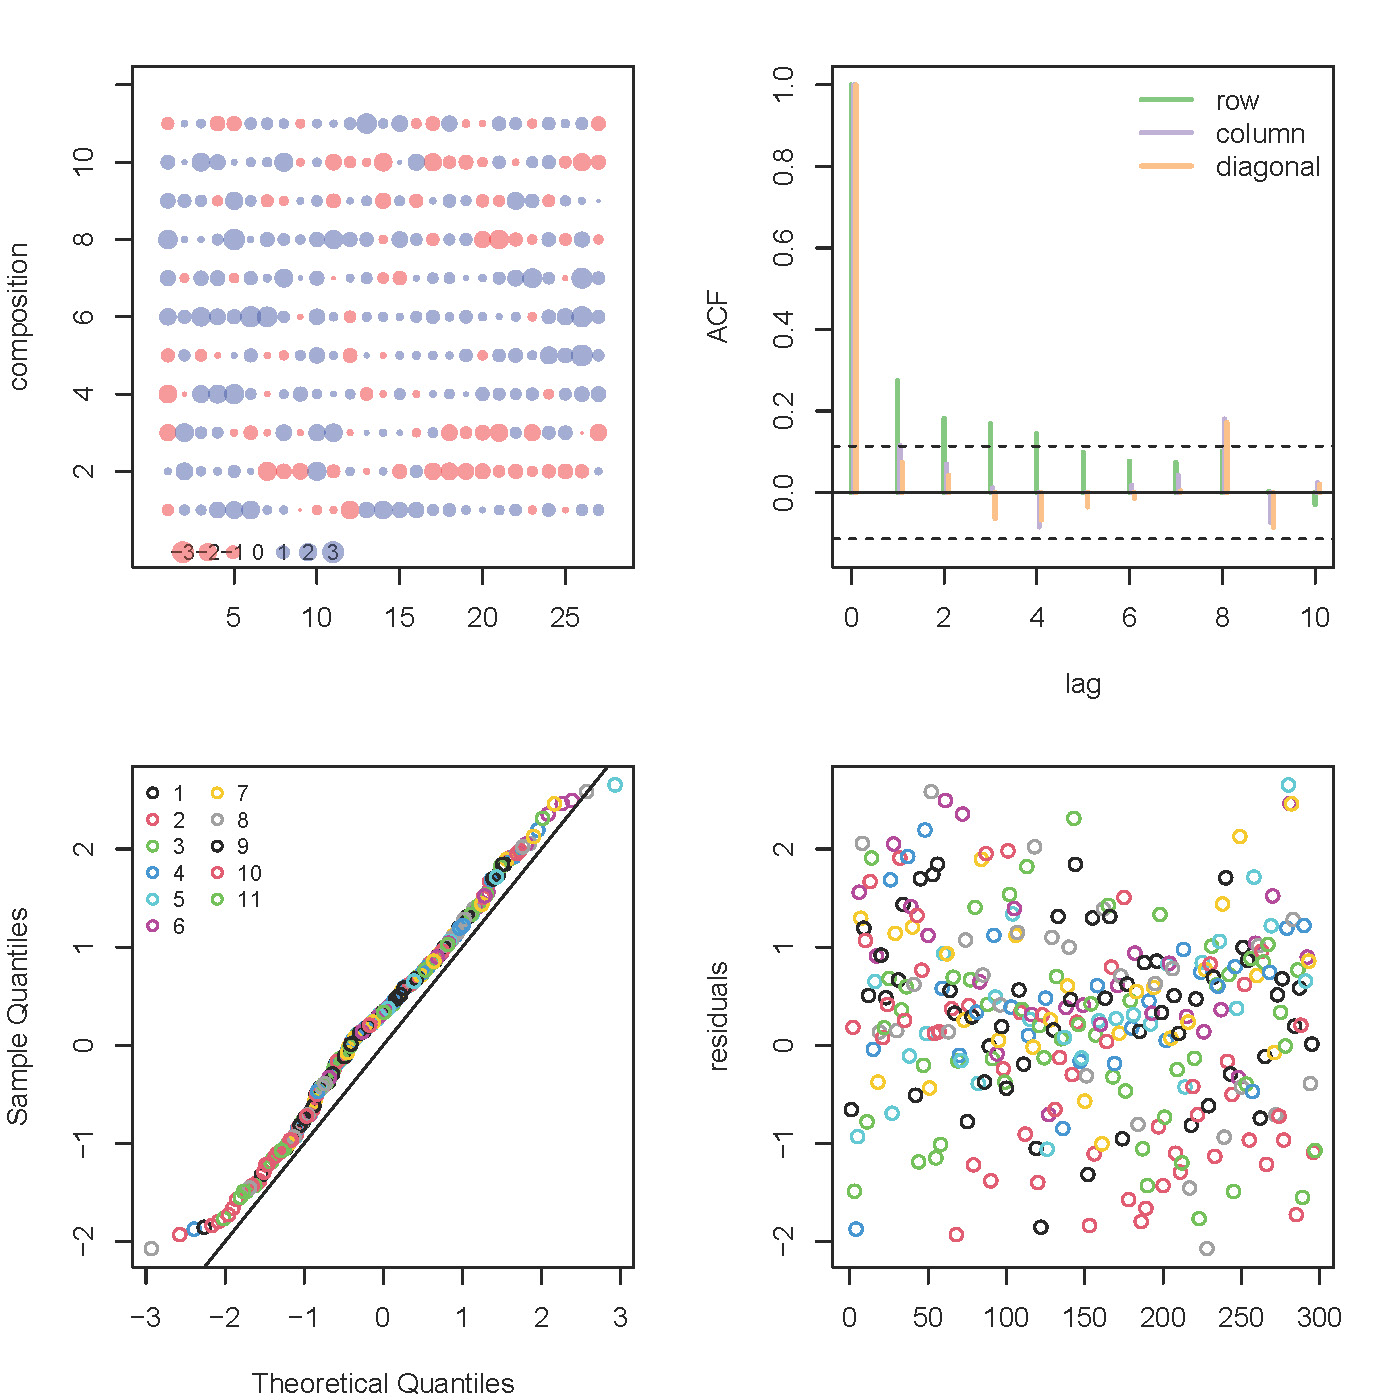 composition
10
8
6
4
2
−3 −2 −1 0 1 2 3
5 10 15 20 25
ACF
1.0
0.8
0.6
0.4
0.2
0.0
row
column
diagonal
0 2 4 6 8 10
lag
Sample Quantiles
2
1
0
−1
−2
1 7
2 8
3 9
4 10
5 11
6
−3 −2 −1 0 1 2 3
Theoretical Quantiles
residuals
2
1
0
−1
−2
0 50 100 150 200 250 300